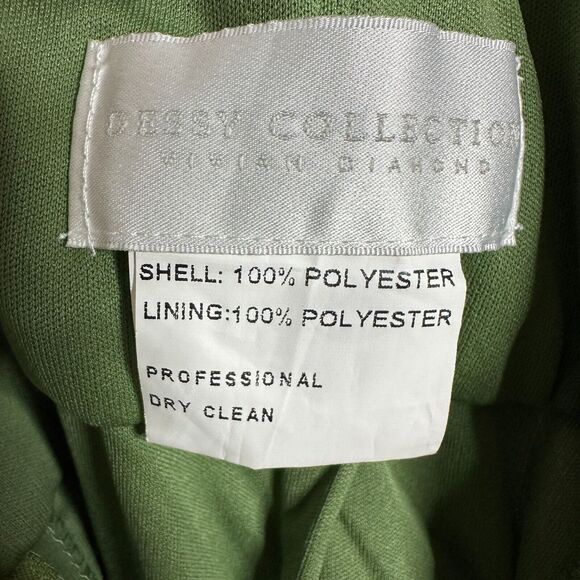 DESSY COLLECTION
VIVIAN DIAMOND
SHELL: 100% POLYESTER
LINING:100% POLYESTER
PROFESSIONAL
DRY CLEAN